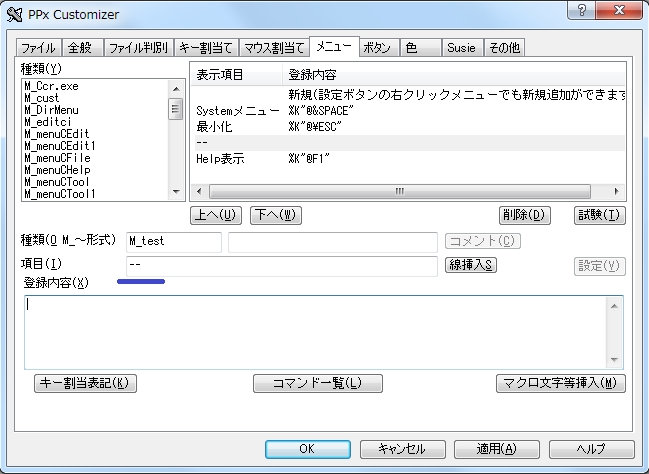 PPx Customizer
ファイル 全般 ファイル判別 キー割当て マウス割当て メニュー ボタン 色 Susie その他
種類(Y)
M_Ccr.exe
M_cust
M_DirMenu
M_editci
M_menuCEdit
M_menuCEdit1
M_menuCFile
M_menuCHelp
M_menuCTool
M_menuCTool1
表示項目 登録内容
新規(設定ボタンの右クリックメニューでも新規追加ができます
Systemメニュー %K"@&SPACE"
最小化 %K"@¥ESC"
--
Help表示 %K"@F1"
上へ(U) 下へ(W) 削除(D) 試験(T)
種類(Q M_～形式) M_test コメント(C)
項目(I) -- 線挿入S 設定(V)
登録内容(X)
キー割当表記(K) コマンド一覧(L) マクロ文字等挿入(M)
OK キャンセル 適用(A) ヘルプ